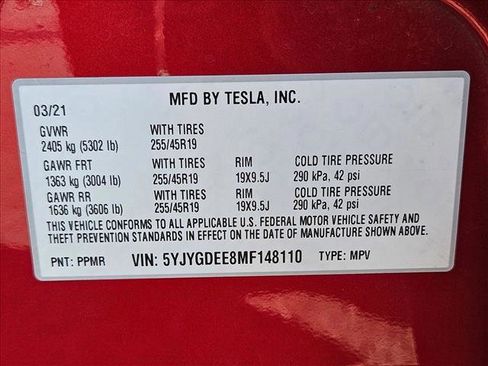 MFD BY TESLA, INC.
03/21
GVWR WITH TIRES
2405 kg (5302 lb) 255/45R19
GAWR FRT WITH TIRES RIM COLD TIRE PRESSURE
1363 kg (3004 lb) 255/45R19 19X9.5J 290 kPa, 42 psi
GAWR RR WITH TIRES RIM COLD TIRE PRESSURE
1636 kg (3606 lb) 255/45R19 19X9.5J 290 kPa, 42 psi
THIS VEHICLE CONFORMS TO ALL APPLICABLE U.S. FEDERAL MOTOR VEHICLE SAFETY AND
THEFT PREVENTION STANDARDS IN EFFECT ON THE DATE OF MANUFACTURE SHOWN ABOVE.
PNT: PPMR VIN: 5YJYGDEE8MF148110 TYPE: MPV